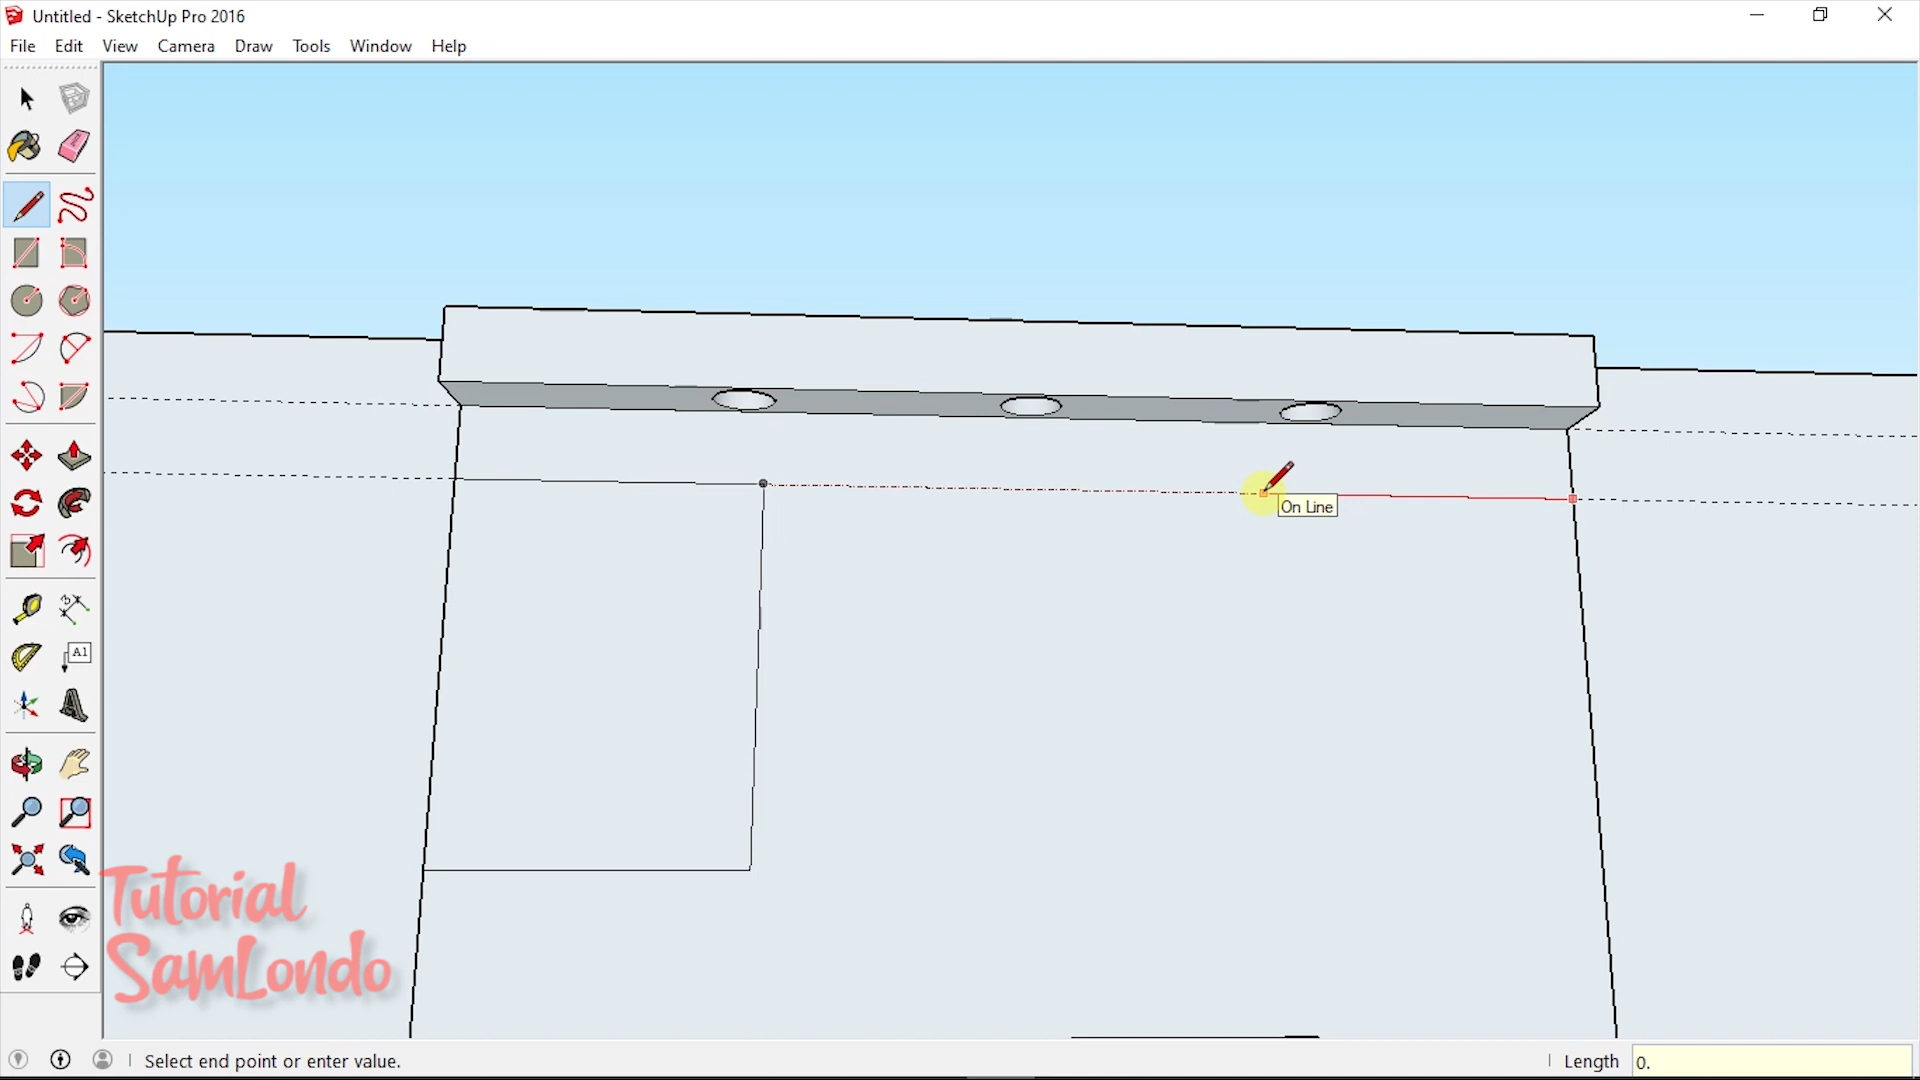 Untitled - SketchUp Pro 2016
File Edit View Camera Draw Tools Window Help
A1
On Line
Tutorial
SamLondo
Select end point or enter value.
Length 0.